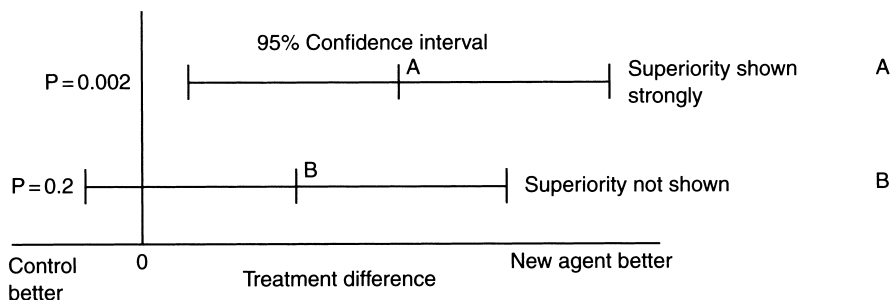 95% Confidence interval
P=0.002
A
Superiority shown
strongly
A
P=0.2
B
Superiority not shown
B
Control
better
0
Treatment difference
New agent better